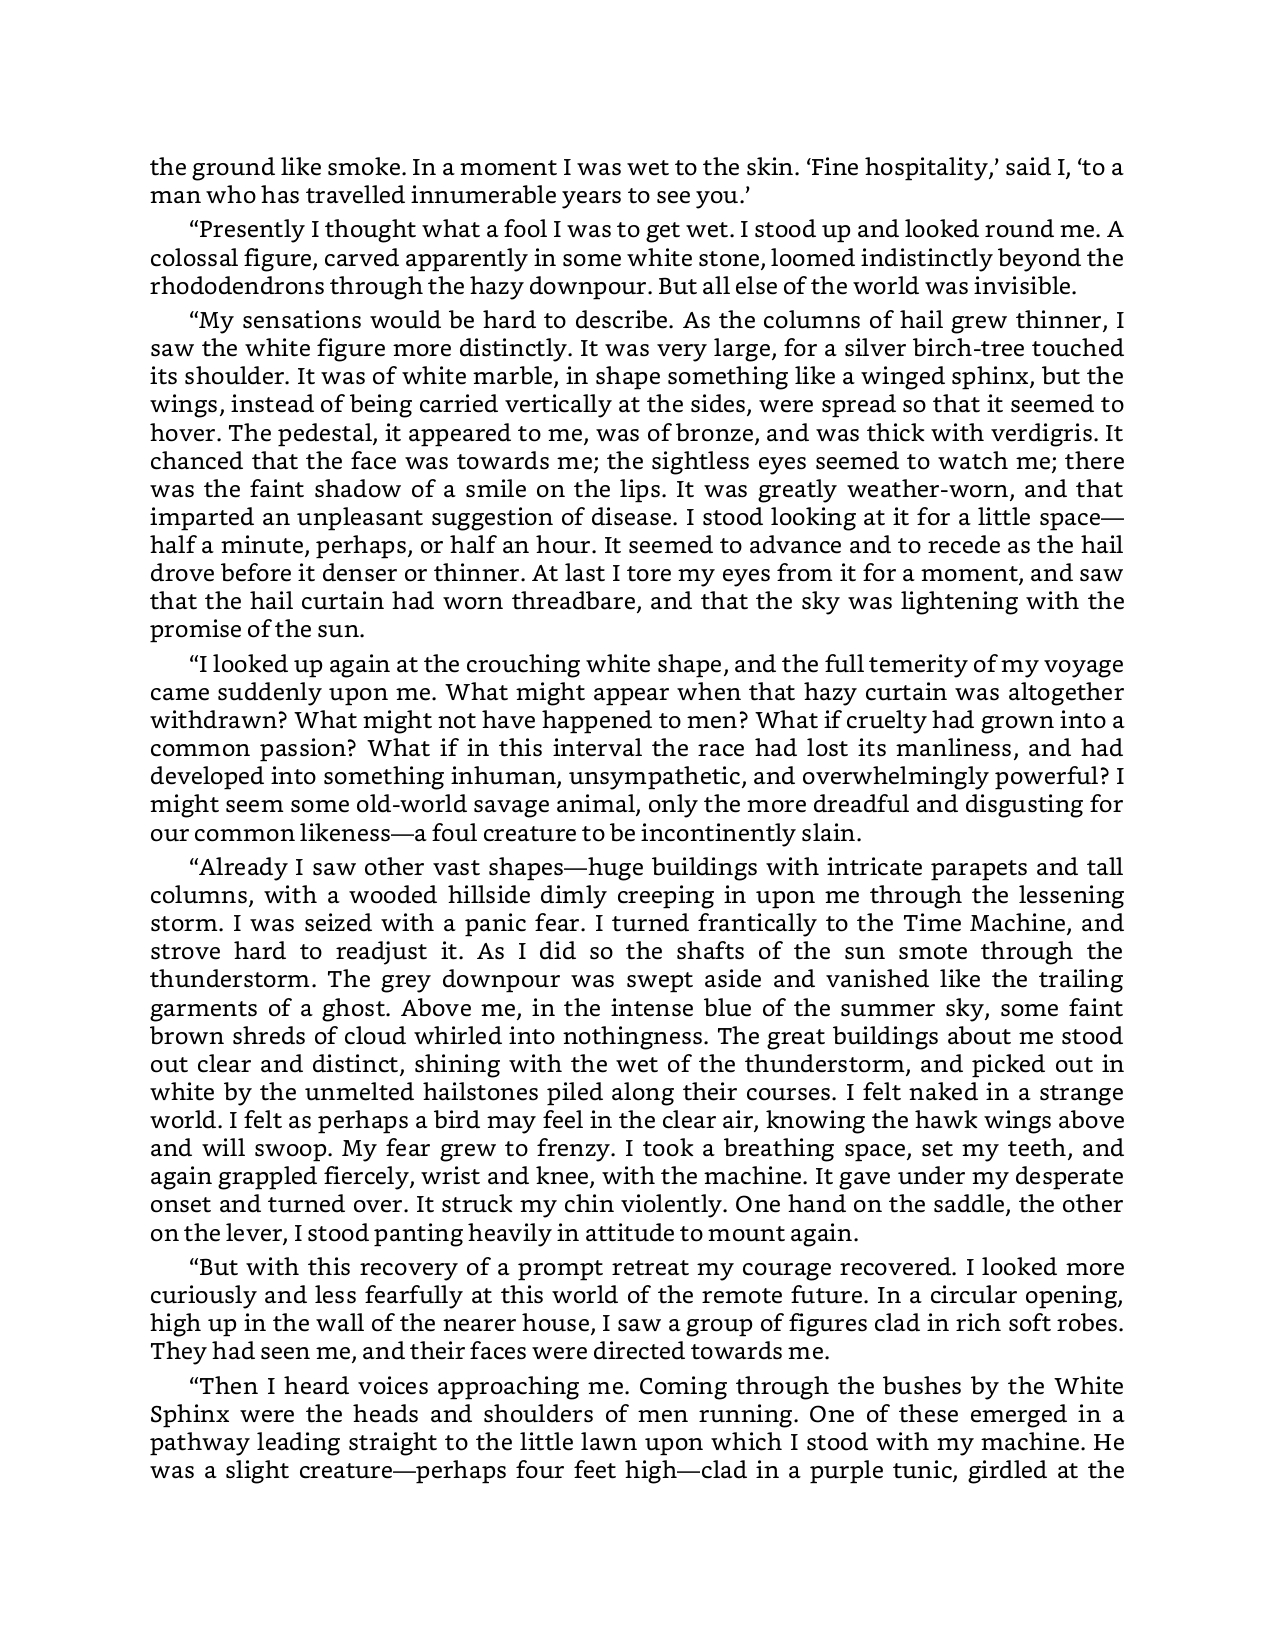 the ground like smoke. In a moment I was wet to the skin. ‘Fine hospitality,’ said I, ‘to a
man who has travelled innumerable years to see you.’
“Presently I thought what a fool I was to get wet. I stood up and looked round me. A
colossal figure, carved apparently in some white stone, loomed indistinctly beyond the
rhododendrons through the hazy downpour. But all else of the world was invisible.
“My sensations would be hard to describe. As the columns of hail grew thinner, I
saw the white figure more distinctly. It was very large, for a silver birch-tree touched
its shoulder. It was of white marble, in shape something like a winged sphinx, but the
wings, instead of being carried vertically at the sides, were spread so that it seemed to
hover. The pedestal, it appeared to me, was of bronze, and was thick with verdigris. It
chanced that the face was towards me; the sightless eyes seemed to watch me; there
was the faint shadow of a smile on the lips. It was greatly weather-worn, and that
imparted an unpleasant suggestion of disease. I stood looking at it for a little space—
half a minute, perhaps, or half an hour. It seemed to advance and to recede as the hail
drove before it denser or thinner. At last I tore my eyes from it for a moment, and saw
that the hail curtain had worn threadbare, and that the sky was lightening with the
promise of the sun.
“I looked up again at the crouching white shape, and the full temerity of my voyage
came suddenly upon me. What might appear when that hazy curtain was altogether
withdrawn? What might not have happened to men? What if cruelty had grown into a
common passion? What if in this interval the race had lost its manliness, and had
developed into something inhuman, unsympathetic, and overwhelmingly powerful? I
might seem some old-world savage animal, only the more dreadful and disgusting for
our common likeness—a foul creature to be incontinently slain.
“Already I saw other vast shapes—huge buildings with intricate parapets and tall
columns, with a wooded hillside dimly creeping in upon me through the lessening
storm. I was seized with a panic fear. I turned frantically to the Time Machine, and
strove hard to readjust it. As I did so the shafts of the sun smote through the
thunderstorm. The grey downpour was swept aside and vanished like the trailing
garments of a ghost. Above me, in the intense blue of the summer sky, some faint
brown shreds of cloud whirled into nothingness. The great buildings about me stood
out clear and distinct, shining with the wet of the thunderstorm, and picked out in
white by the unmelted hailstones piled along their courses. I felt naked in a strange
world. I felt as perhaps a bird may feel in the clear air, knowing the hawk wings above
and will swoop. My fear grew to frenzy. I took a breathing space, set my teeth, and
again grappled fiercely, wrist and knee, with the machine. It gave under my desperate
onset and turned over. It struck my chin violently. One hand on the saddle, the other
on the lever, I stood panting heavily in attitude to mount again.
“But with this recovery of a prompt retreat my courage recovered. I looked more
curiously and less fearfully at this world of the remote future. In a circular opening,
high up in the wall of the nearer house, I saw a group of figures clad in rich soft robes.
They had seen me, and their faces were directed towards me.
“Then I heard voices approaching me. Coming through the bushes by the White
Sphinx were the heads and shoulders of men running. One of these emerged in a
pathway leading straight to the little lawn upon which I stood with my machine. He
was a slight creature—perhaps four feet high—clad in a purple tunic, girdled at the